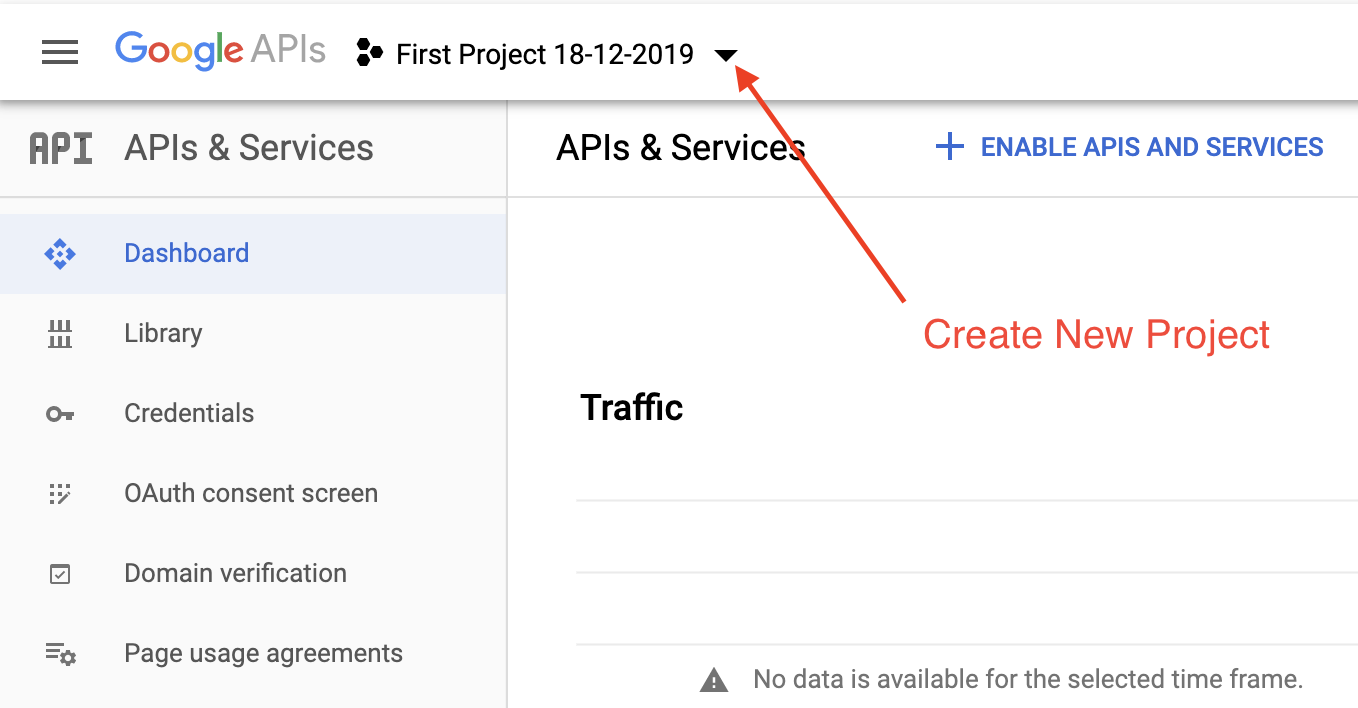 Google APIs First Project 18-12-2019
API APIs & Services
APIs & Services
ENABLE APIS AND SERVICES
Dashboard
Library
Credentials
OAuth consent screen
Domain verification
Page usage agreements
Create New Project
Traffic
No data is available for the selected time frame.